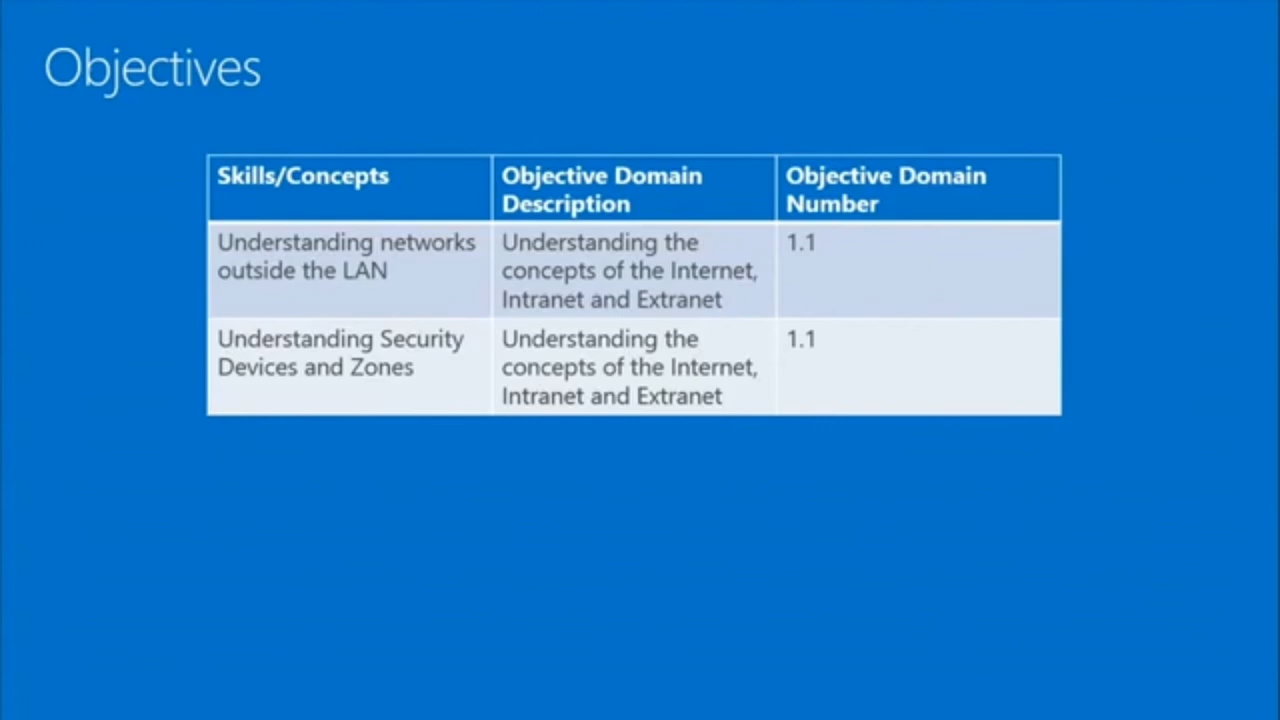 Objectives
Skills/Concepts
Objective Domain
Description
Objective Domain
Number
Understanding networks
outside the LAN
Understanding the
concepts of the Internet,
Intranet and Extranet
1.1
Understanding Security
Devices and Zones
Understanding the
concepts of the Internet,
Intranet and Extranet
1.1